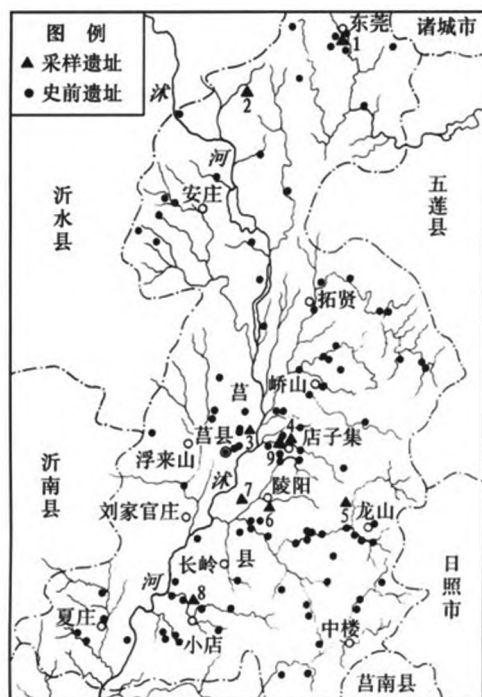 图例
▲ 采样遗址
● 史前遗址
东莞
1
诸城市
2
沭
河
安庄
沂水县
五莲县
拓贤
峤山
莒
莒县
3
4
店子集
9
浮来山
沭
陵阳
7
6
5
龙山
沂南县
刘家官庄
长岭
县
河
8
夏庄
小店
中楼
日照市
莒南县